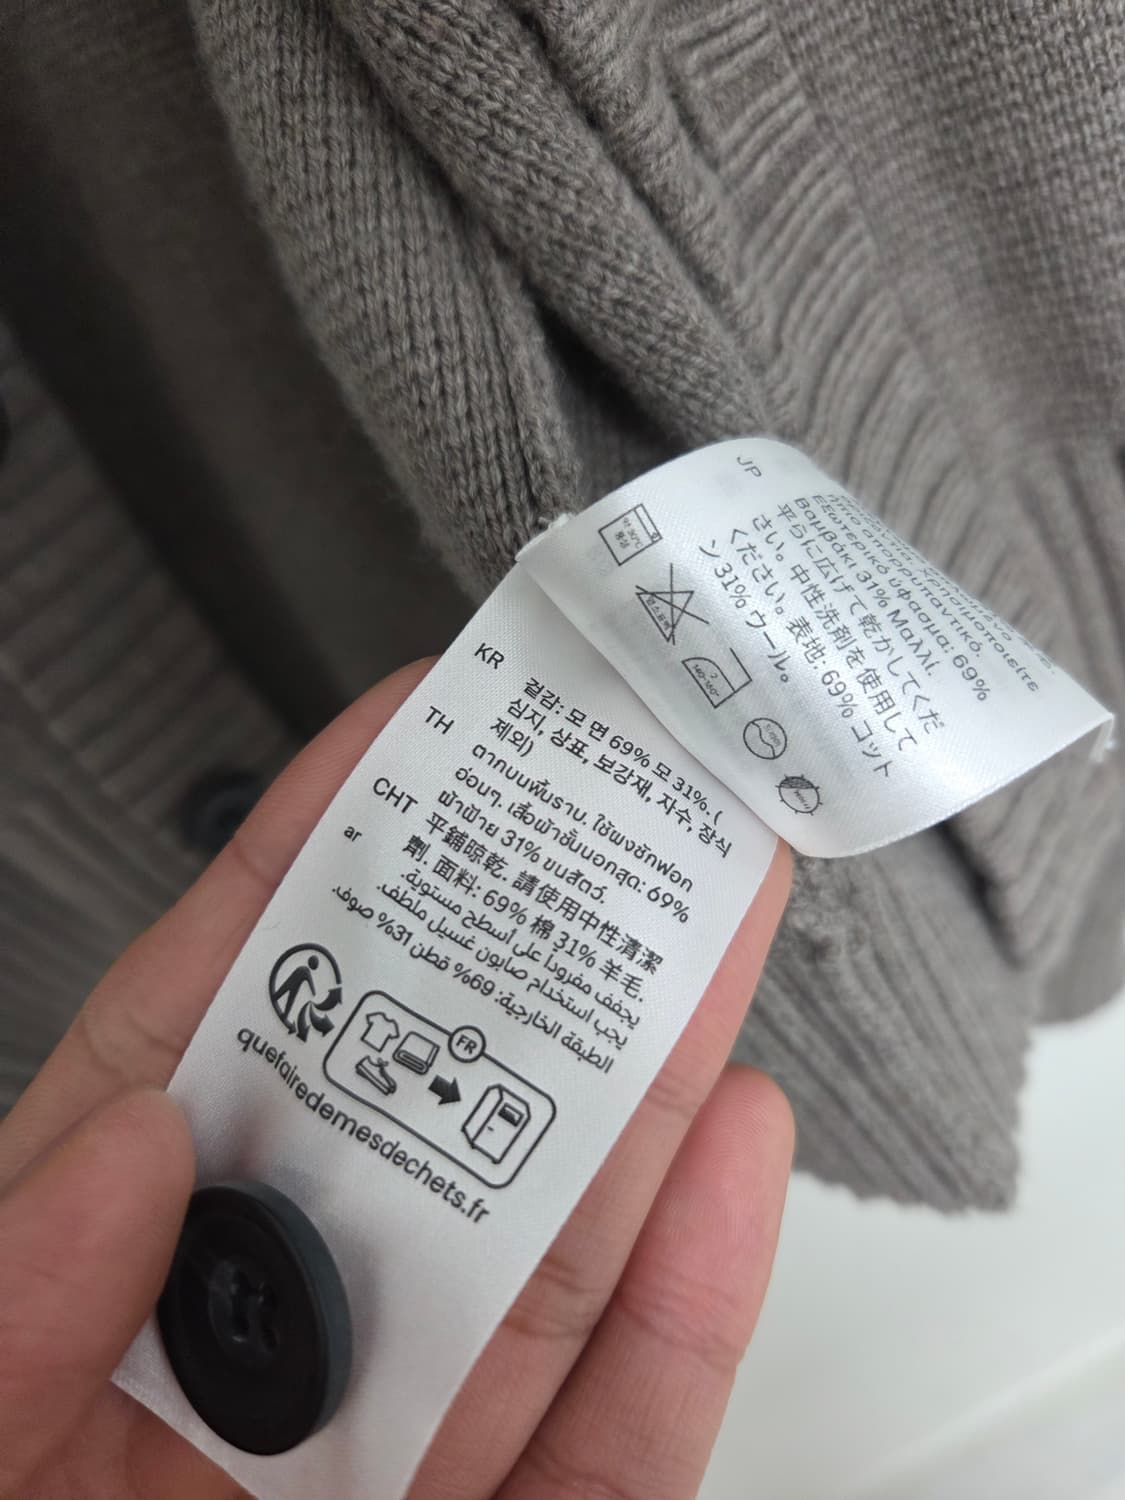 JP
平らに広げて乾かしてくだ
さい。中性洗剤を使用して
ください。表地: 69% コット
ン 31% ウール。
απορρυπαντικό.
Εξωτερικό ύφασμα: 69%
Βαμβάκι 31% Μαλλί.
KR
겉감: 모 면 69% 모 31%. (
심지, 상표, 보강재, 자수, 장식
제외)
TH
ตากบนพื้นราบ. ใช้ผงซักฟอก
อ่อนๆ. เสื้อผ้าชั้นนอกสุด: 69%
ผ้าฝ้าย 31% ขนสัตว์.
CHT
平鋪晾乾. 請使用中性清潔
劑. 面料: 69% 棉 31% 羊毛.
ar
يجفف مفروداً على أسطح مستوية.
يجب استخدام صابون غسيل ملطف.
الطبقة الخارجية: 69% قطن 31% صوف.
FR
quefairedemesdechets.fr